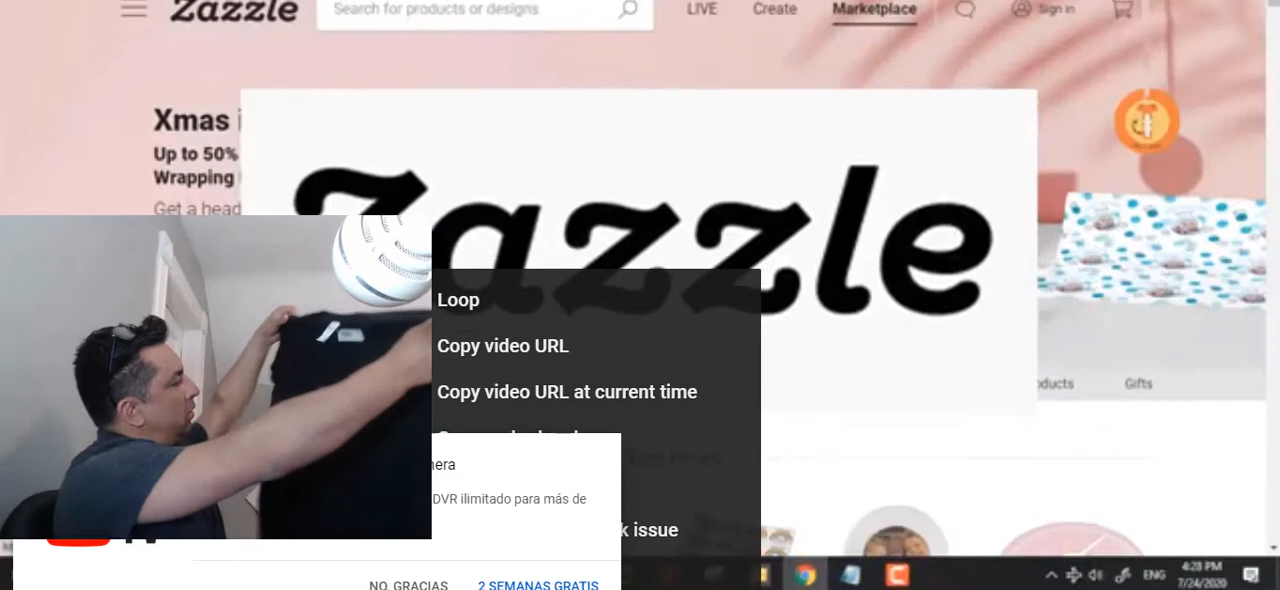 Zazzle
Search for products or designs
LIVE
Create
Marketplace
Sign in
Xmas
Up to 50%
Wrapping
Get a head
Zazzle
Loop
Copy video URL
Copy video URL at current time
Gifts
DVR ilimitado para más de
issue
NO, GRACIAS
2 SEMANAS GRATIS
ENG
4:28 PM
7/24/2020